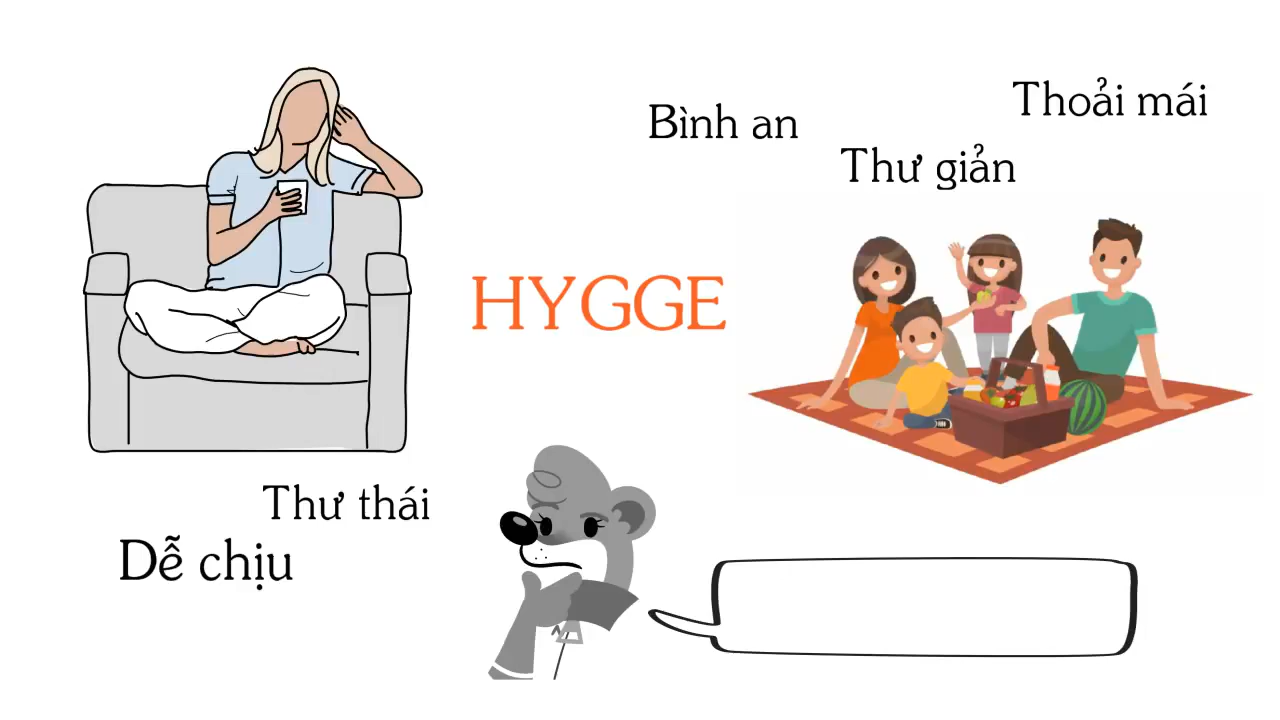 Thoải mái
Bình an
Thư giản
HYGGE
Thư thái
Dễ chịu